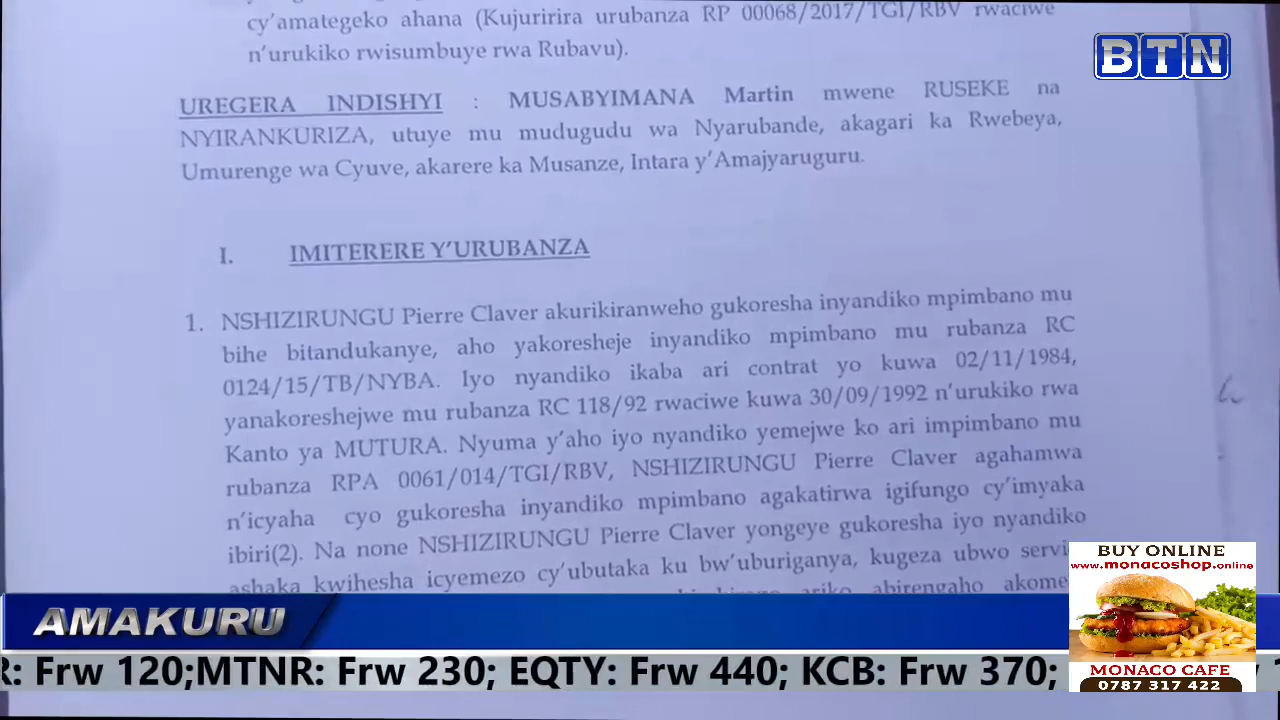 cy'amategeko ahana (Kujuririra urubanza RP 00068/2017/TGI/RBV rwaciwe
n'urukiko rwisumbuye rwa Rubavu).
BTN
UREGERA INDISHYI : MUSABYIMANA Martin mwene RUSEKE na
NYIRANKURIZA, utuye mu mudugudu wa Nyarubande, akagari ka Rwebeya,
Umurenge wa Cyuve, akarere ka Musanze, Intara y'Amajyaruguru.
I. IMITERERE Y'URUBANZA
1. NSHIZIRUNGU Pierre Claver akurikiranweho gukoresha inyandiko mpimbano mu
bihe bitandukanye, aho yakoresheje inyandiko mpimbano mu rubanza RC
0124/15/TB/NYBA. Iyo nyandiko ikaba ari contrat yo kuwa 02/11/1984,
yanakoreshejwe mu rubanza RC 118/92 rwaciwe kuwa 30/09/1992 n'urukiko rwa
Kanto ya MUTURA. Nyuma y'aho iyo nyandiko yemejwe ko ari impimbano mu
rubanza RPA 0061/014/TGI/RBV, NSHIZIRUNGU Pierre Claver agahamwa
n'icyaha cyo gukoresha inyandiko mpimbano agakatirwa igifungo cy'imyaka
ibiri(2). Na none NSHIZIRUNGU Pierre Claver yongeye gukoresha iyo nyandiko
ashaka kwihesha icyemezo cy'ubutaka ku bw'uburiganya, kugeza ubwo servi
ariko abirengaho akome
BUY ONLINE
www.monacoshop.online
MONACO CAFE
0787 317 422
AMAKURU
R: Frw 120;MTNR: Frw 230; EQTY: Frw 440; KCB: Frw 370;